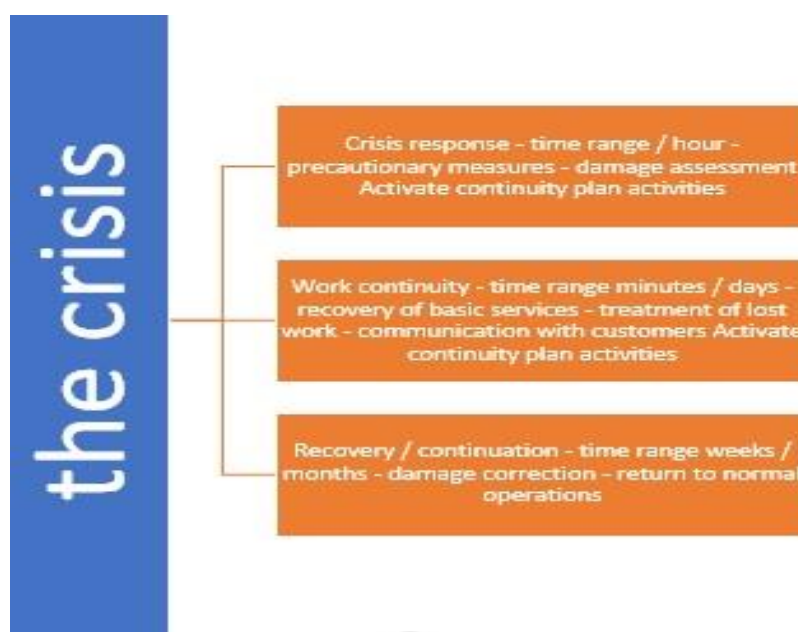 the crisis
Crisis response - time range / hour -
precautionary measures - damage assessment
Activate continuity plan activities
Work continuity - time range minutes / days -
recovery of basic services - treatment of lost
work - communication with customers Activate
continuity plan activities
Recovery / continuation - time range weeks /
months - damage correction - return to normal
operations